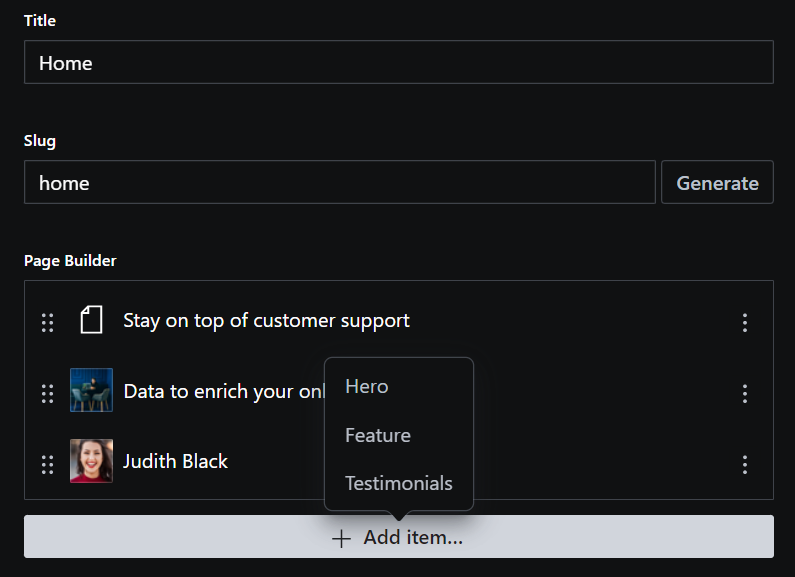 Title
Home
Slug
home
Generate
Page Builder
Stay on top of customer support
Data to enrich your
Judith Black
Hero
Feature
Testimonials
Add item...